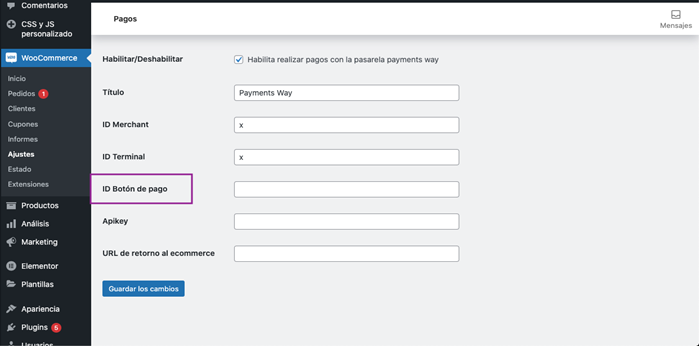 Comentarios
CSS y JS
personalizado
WooCommerce
Inicio
Pedidos 1
Clientes
Cupones
Informes
Ajustes
Estado
Extensiones
Productos
Análisis
Marketing
Elementor
Plantillas
Apariencia
Plugins 5
Usuarios
Pagos
Mensajes
Habilitar/Deshabilitar
Habilita realizar pagos con la pasarela payments way
Título
Payments Way
ID Merchant
x
ID Terminal
x
ID Botón de pago
Apikey
URL de retorno al ecommerce
Guardar los cambios